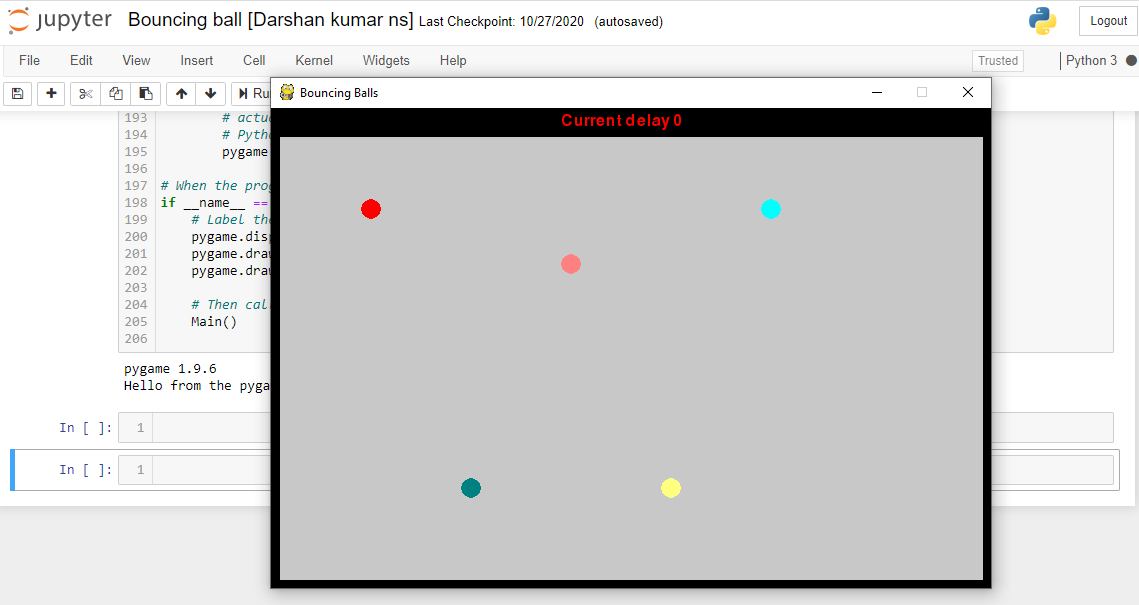 jupyter Bouncing ball [Darshan kumar ns] Last Checkpoint: 10/27/2020 (autosaved)
Logout
File Edit View Insert Cell Kernel Widgets Help
Trusted
Python 3
Ru
Bouncing Balls
Current delay 0
193 # actu
194 # Pytho
195 pygame
196
197 # When the prog
198 if __name__ ==
199 # Label the
200 pygame.disp
201 pygame.draw
202 pygame.draw
203
204 # Then cal
205 Main()
206
pygame 1.9.6
Hello from the pyga
In [ ]: 1
In [ ]: 1